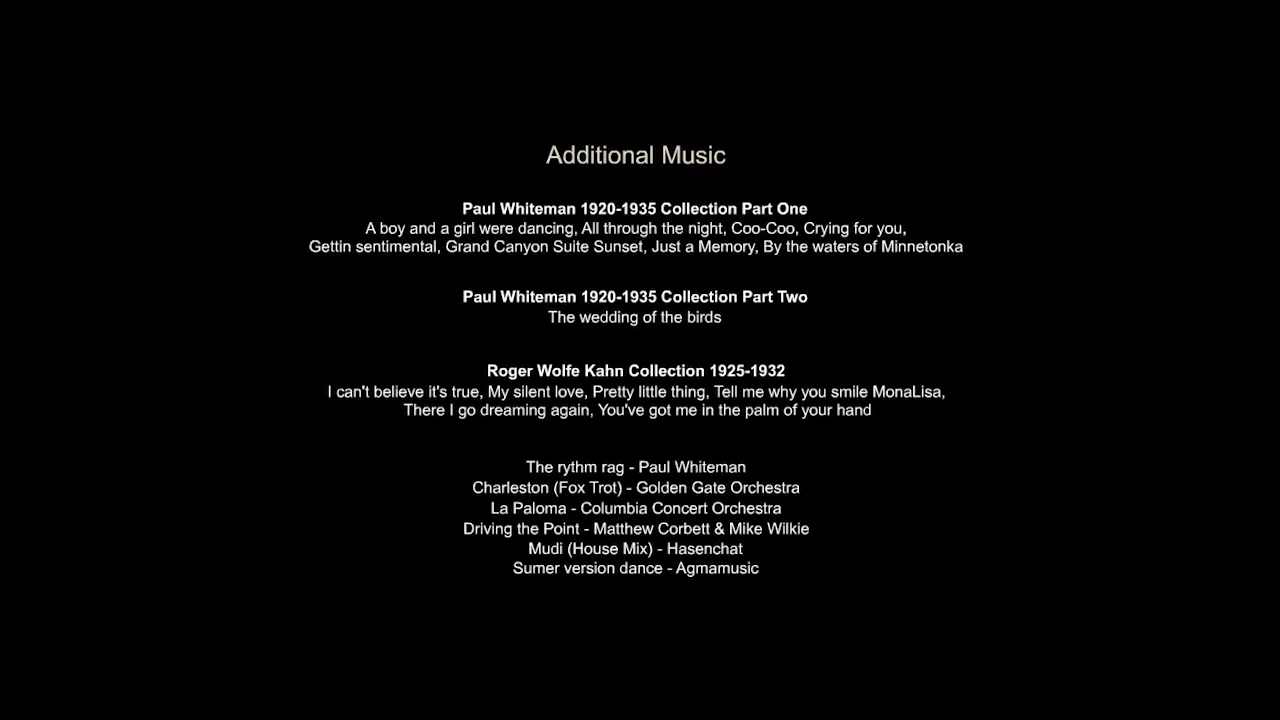 Additional Music
Paul Whiteman 1920-1935 Collection Part One
A boy and a girl were dancing, All through the night, Coo-Coo, Crying for you,
Gettin sentimental, Grand Canyon Suite Sunset, Just a Memory, By the waters of Minnetonka
Paul Whiteman 1920-1935 Collection Part Two
The wedding of the birds
Roger Wolfe Kahn Collection 1925-1932
I can't believe it's true, My silent love, Pretty little thing, Tell me why you smile MonaLisa,
There I go dreaming again, You've got me in the palm of your hand
The rythm rag - Paul Whiteman
Charleston (Fox Trot) - Golden Gate Orchestra
La Paloma - Columbia Concert Orchestra
Driving the Point - Matthew Corbett & Mike Wilkie
Mudi (House Mix) - Hasenchat
Sumer version dance - Agmamusic